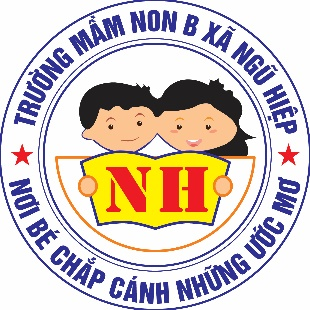 TRƯỜNG MẦM NON B XÃ NGŨ HIỆP
NH
NƠI BÉ CHẮP CÁNH NHỮNG ƯỚC MƠ